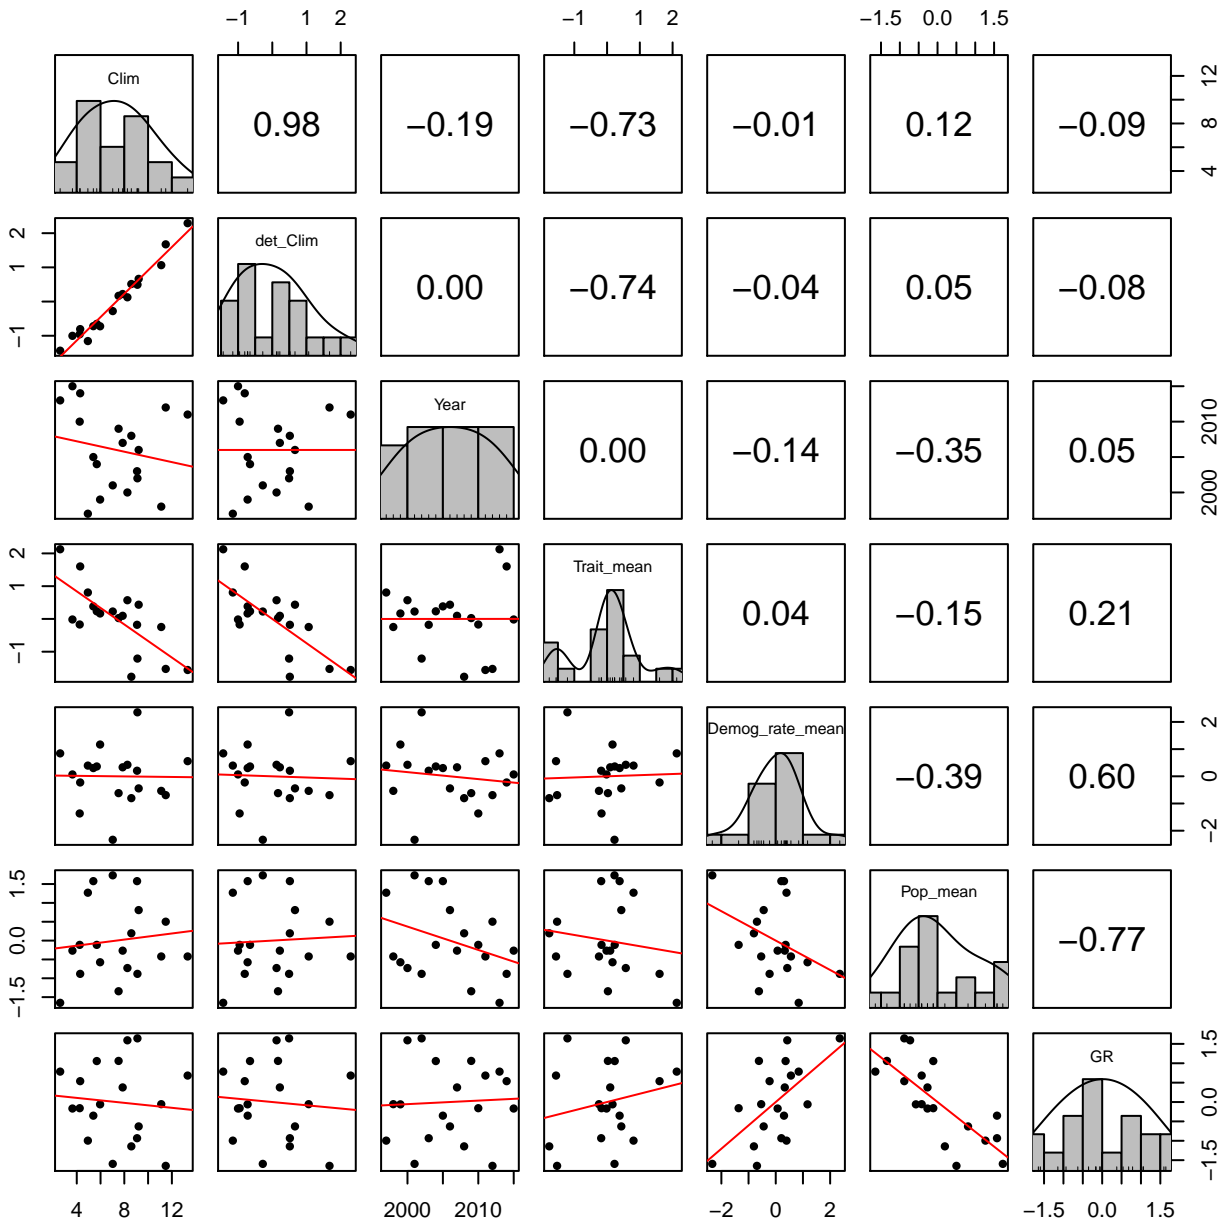 −1 1 2 −1 1 2 −1.5 0.0 1.5
Clim 0.98 −0.19 −0.73 −0.01 0.12 −0.09 4 8 12
−1 1 2 det_Clim 0.00 −0.74 −0.04 0.05 −0.08
Year 0.00 −0.14 −0.35 0.05 2000 2010
−1 1 2 Trait_mean 0.04 −0.15 0.21
Demog_rate_mean −0.39 0.60 −2 0 2
−1.5 0.0 1.5 Pop_mean −0.77
GR −1.5 0.0 1.5
4 8 12 2000 2010 −2 0 2 −1.5 0.0 1.5